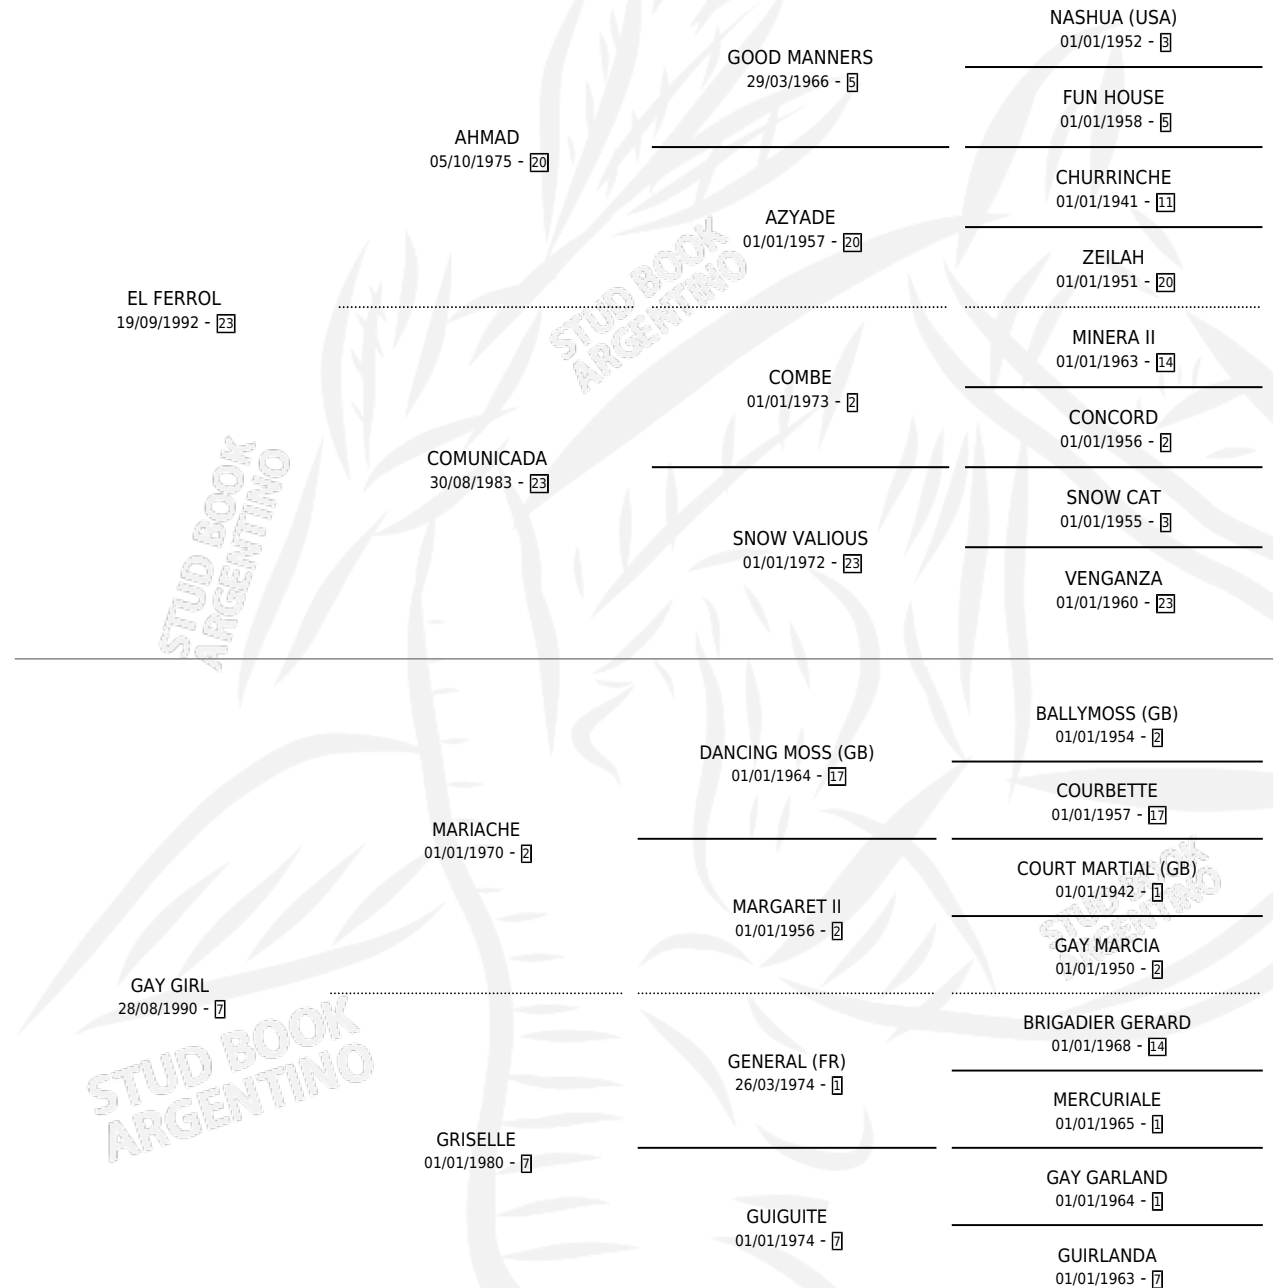 NASHUA (USA)
01/01/1952 - 3
GOOD MANNERS
29/03/1966 - 5
FUN HOUSE
01/01/1958 - 5
AHMAD
05/10/1975 - 20
CHURRINCHE
01/01/1941 - 11
AZYADE
01/01/1957 - 20
ZEILAH
01/01/1951 - 20
EL FERROL
19/09/1992 - 23
MINERA II
01/01/1963 - 14
COMBE
01/01/1973 - 2
CONCORD
01/01/1956 - 2
COMUNICADA
30/08/1983 - 23
SNOW CAT
01/01/1955 - 3
SNOW VALIOUS
01/01/1972 - 23
VENGANZA
01/01/1960 - 23
STUD BOOK
ARGENTINO
STUD BOOK
ARGENTINO
BALLYMOSS (GB)
01/01/1954 - 2
DANCING MOSS (GB)
01/01/1964 - 17
COURBETTE
01/01/1957 - 17
MARIACHE
01/01/1970 - 2
COURT MARTIAL (GB)
01/01/1942 - 1
MARGARET II
01/01/1956 - 2
GAY MARCIA
01/01/1950 - 2
GAY GIRL
28/08/1990 - 7
BRIGADIER GERARD
01/01/1968 - 14
GENERAL (FR)
26/03/1974 - 1
MERCURIALE
01/01/1965 - 1
GRISELLE
01/01/1980 - 7
GAY GARLAND
01/01/1964 - 1
GUIGUITE
01/01/1974 - 7
GUIRLANDA
01/01/1963 - 7
STUD BOOK
ARGENTINO
STUD BOOK
ARGENTINO